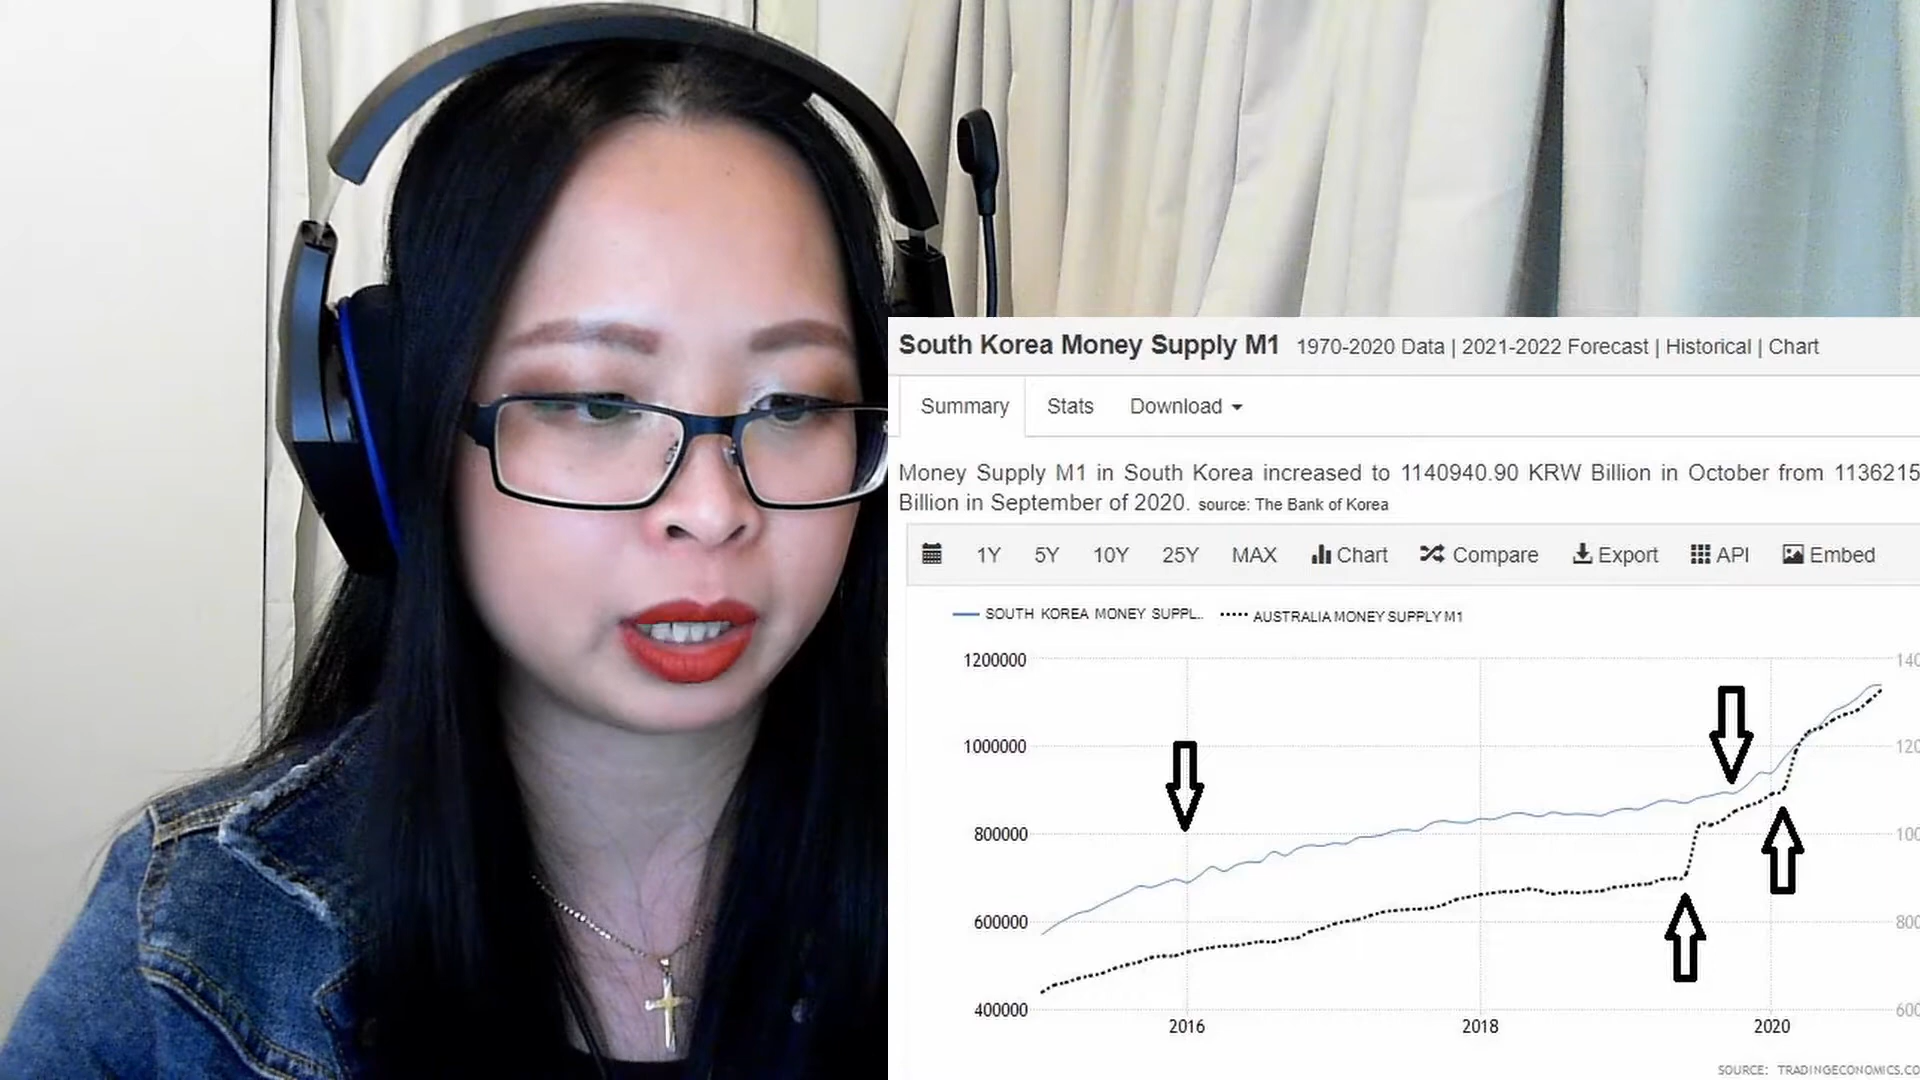 South Korea Money Supply M1 1970-2020 Data | 2021-2022 Forecast | Historical | Chart
Summary Stats Download
Money Supply M1 in South Korea increased to 1140940.90 KRW Billion in October from 1136215
Billion in September of 2020. source: The Bank of Korea
1Y 5Y 10Y 25Y MAX Chart Compare Export API Embed
SOUTH KOREA MONEY SUPPL.. AUSTRALIA MONEY SUPPLY M1
1200000
1000000
800000
600000
400000
2016 2018 2020
SOURCE: TRADINGECONOMICS.CO